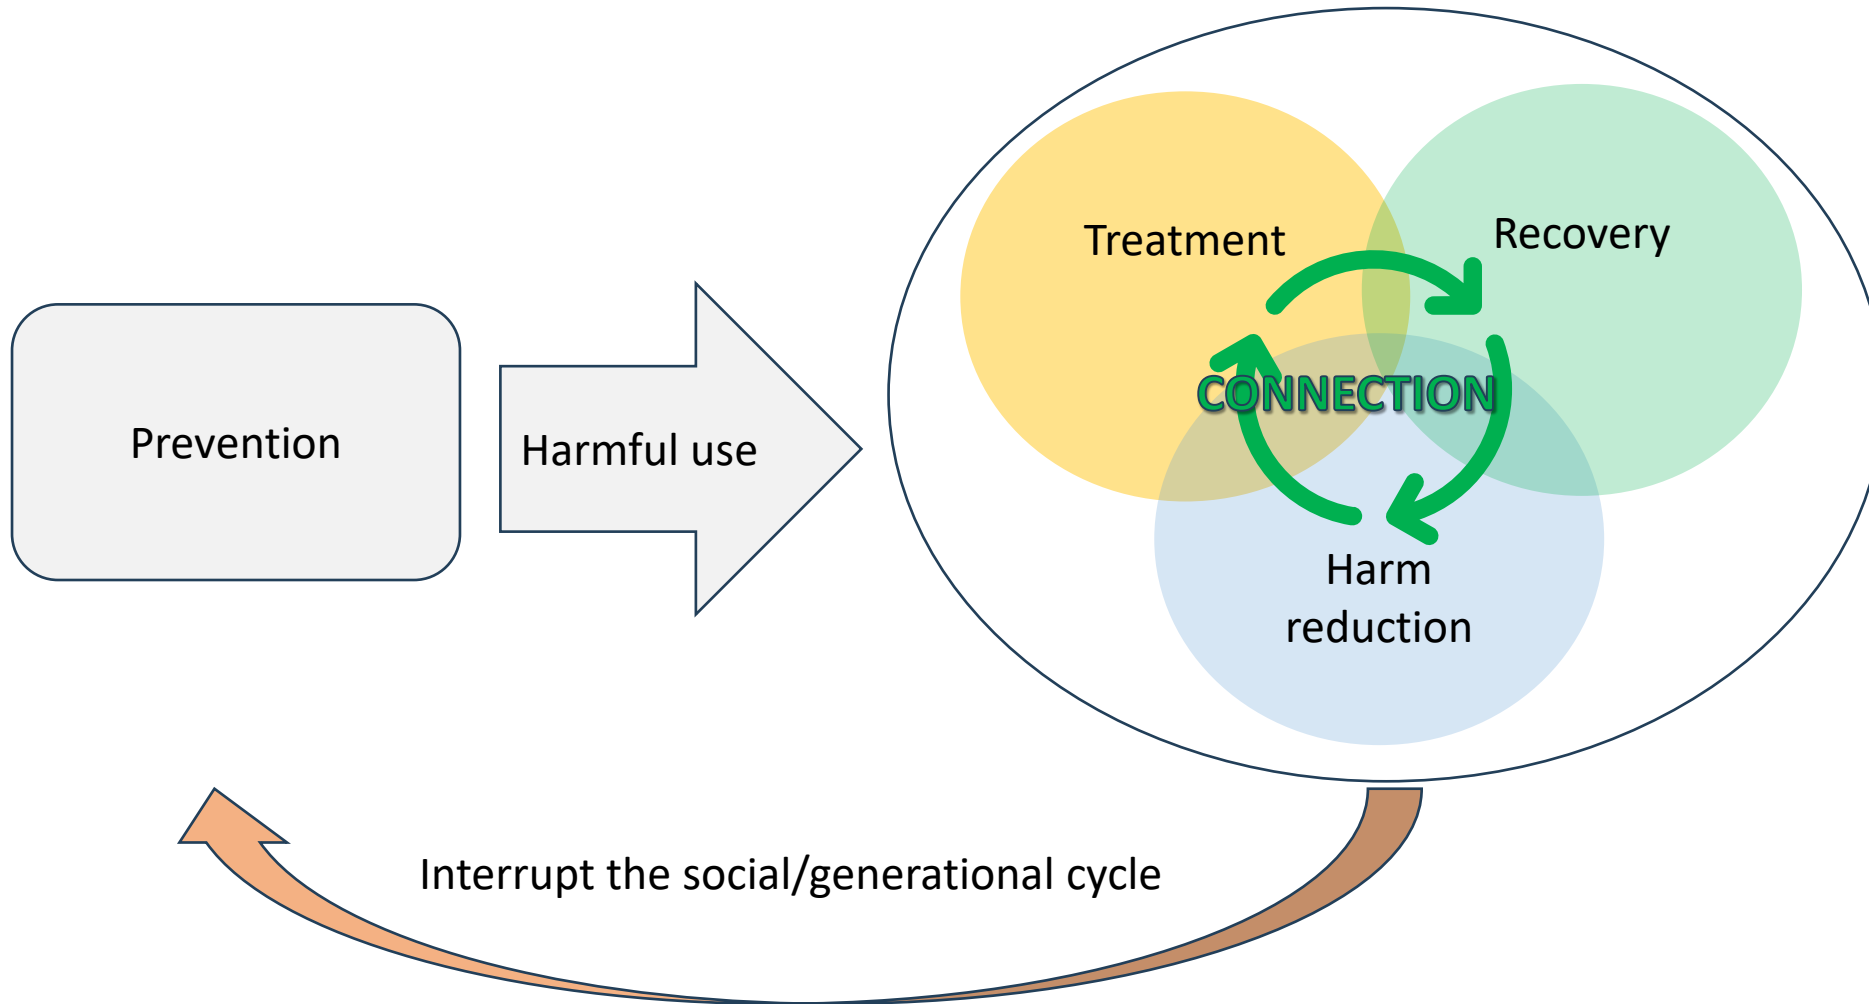 Prevention
Harmful use
Treatment
Recovery
CONNECTION
Harm
reduction
Interrupt the social/generational cycle